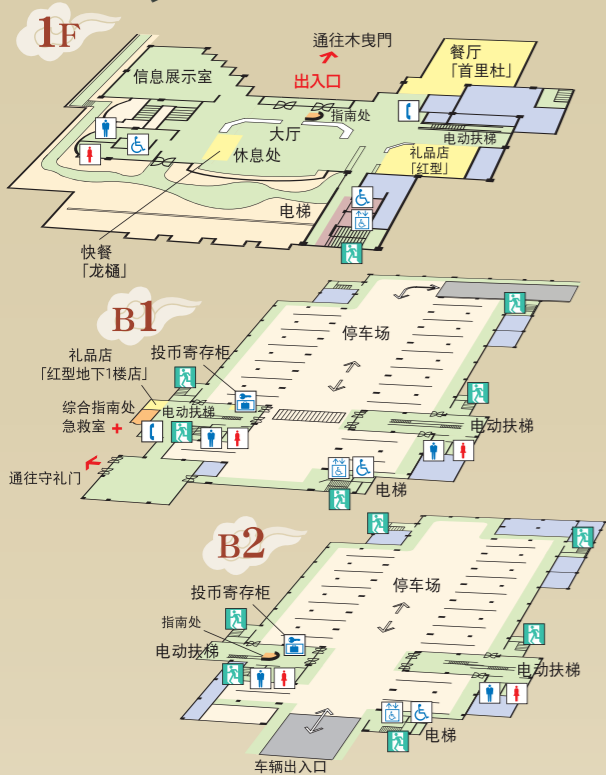 1F
通往木曳門
出入口
餐厅
「首里杜」
信息展示室
指南处
大厅
电动扶梯
休息处
礼品店
「红型」
电梯
快餐
「龙樋」
B1
停车场
礼品店
「红型地下1楼店」
投币寄存柜
综合指南处
急救室
电动扶梯
电动扶梯
通往守礼门
电梯
B2
停车场
投币寄存柜
指南处
电动扶梯
电动扶梯
电梯
车辆出入口